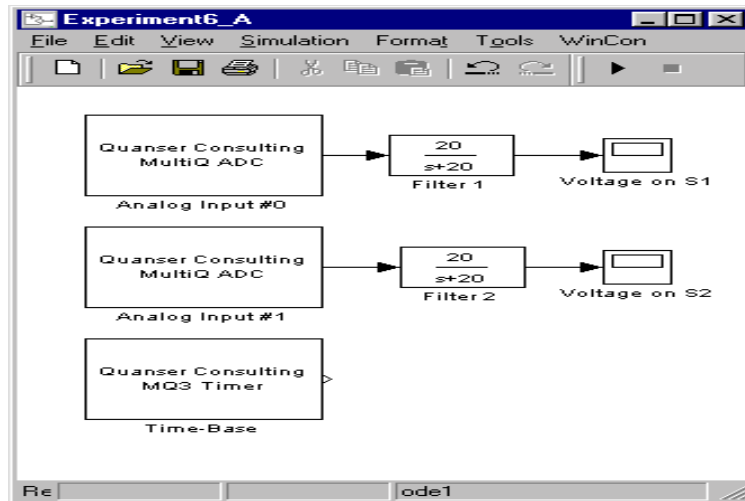 Experiment6_A
File Edit View Simulation Format Tools WinCon
Quanser Consulting
MultiQ ADC
20
s+20
Analog Input #0
Filter 1
Voltage on S1
Quanser Consulting
MultiQ ADC
20
s+20
Analog Input #1
Filter 2
Voltage on S2
Quanser Consulting
MQ3 Timer
Time-Base
Re
ode1